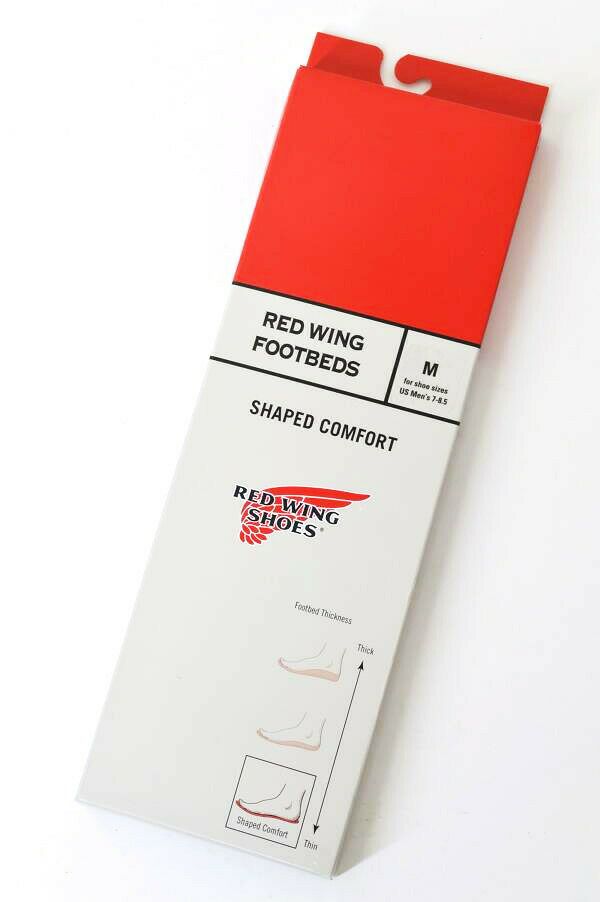 RED WING
FOOTBEDS
M
for shoe sizes
US Men's 7-8.5
SHAPED COMFORT
RED WING
SHOES®
Footbed Thickness
Thick
Shaped Comfort
Thin